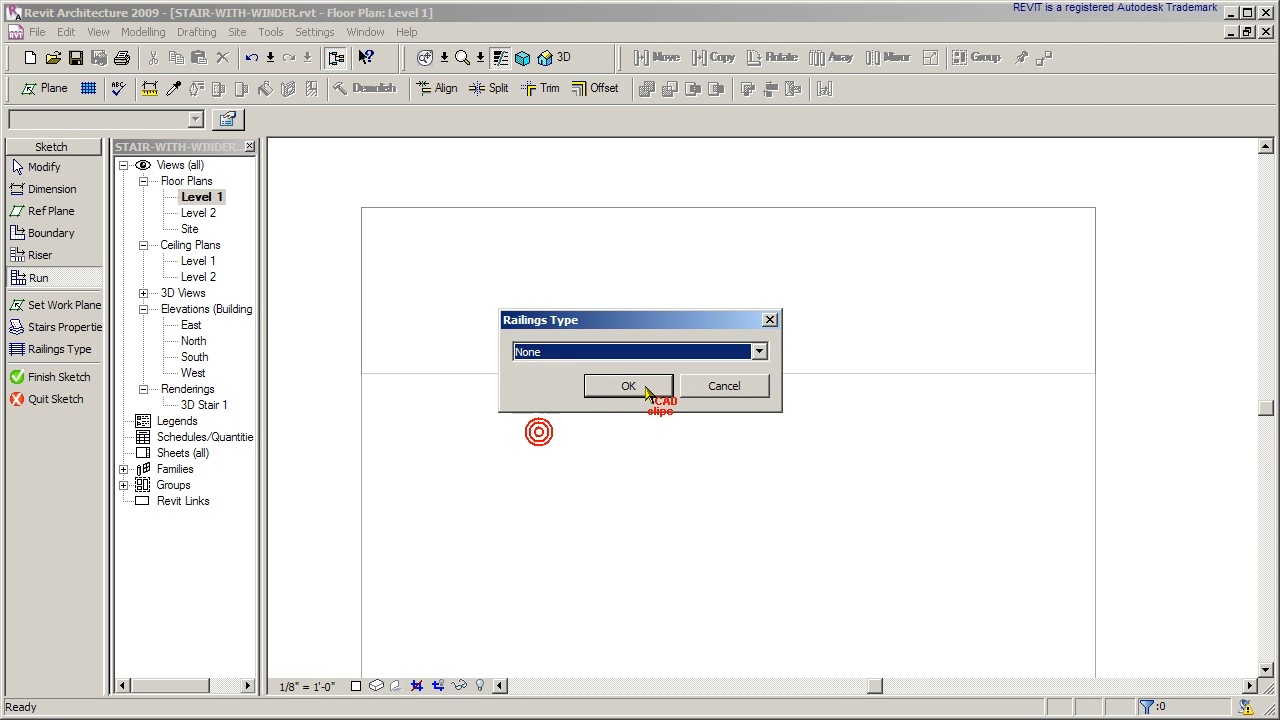 Revit Architecture 2009 - [STAIR-WITH-WINDER.rvt - Floor Plan: Level 1]
REVIT is a registered Autodesk Trademark
File Edit View Modelling Drafting Site Tools Settings Window Help
3D Move Copy Rotate Array Mirror Group
Plane Demolish Align Split Trim Offset
Sketch
Modify
Dimension
Ref Plane
Boundary
Riser
Run
Set Work Plane
Stairs Propertie
Railings Type
Finish Sketch
Quit Sketch
STAIR-WITH-WINDER...
Views (all)
Floor Plans
Level 1
Level 2
Site
Ceiling Plans
Level 1
Level 2
3D Views
Elevations (Building
East
North
South
West
Renderings
3D Stair 1
Legends
Schedules/Quantitie
Sheets (all)
Families
Groups
Revit Links
Railings Type
None
OK Cancel
CAD
clips
1/8" = 1'-0"
Ready
:0